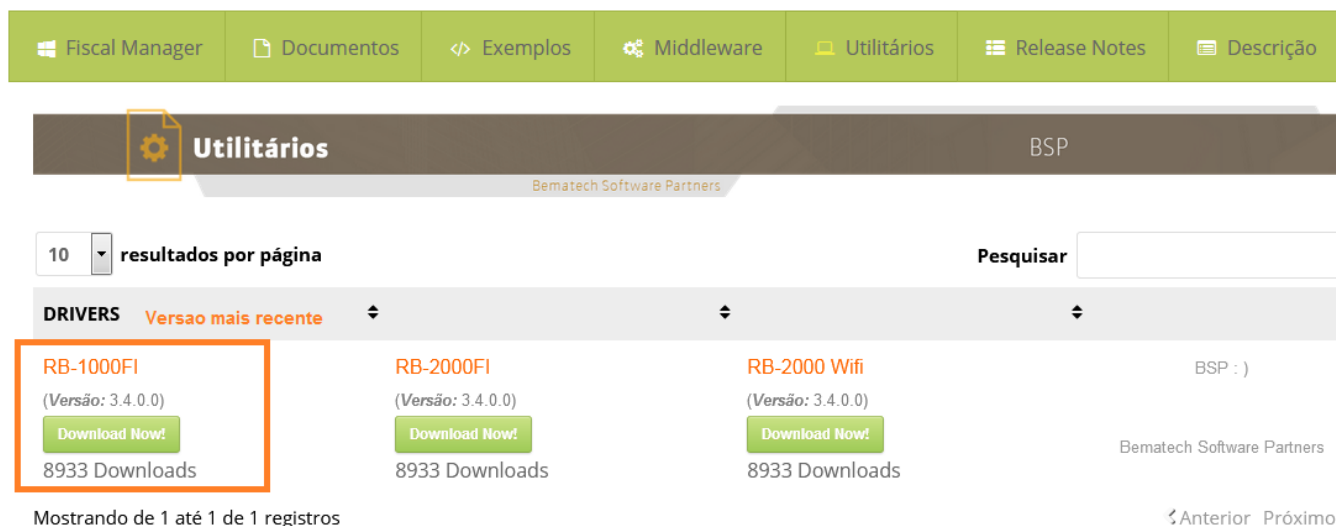 Fiscal Manager Documentos Exemplos Middleware Utilitários Release Notes Descrição
Utilitários BSP
Bematech Software Partners
10 resultados por página Pesquisar
DRIVERS Versao mais recente
RB-1000FI RB-2000FI RB-2000 Wifi BSP : )
(Versão: 3.4.0.0) (Versão: 3.4.0.0) (Versão: 3.4.0.0)
Download Now! Download Now! Download Now!
Bematech Software Partners
8933 Downloads 8933 Downloads 8933 Downloads
Mostrando de 1 até 1 de 1 registros Anterior Próximo